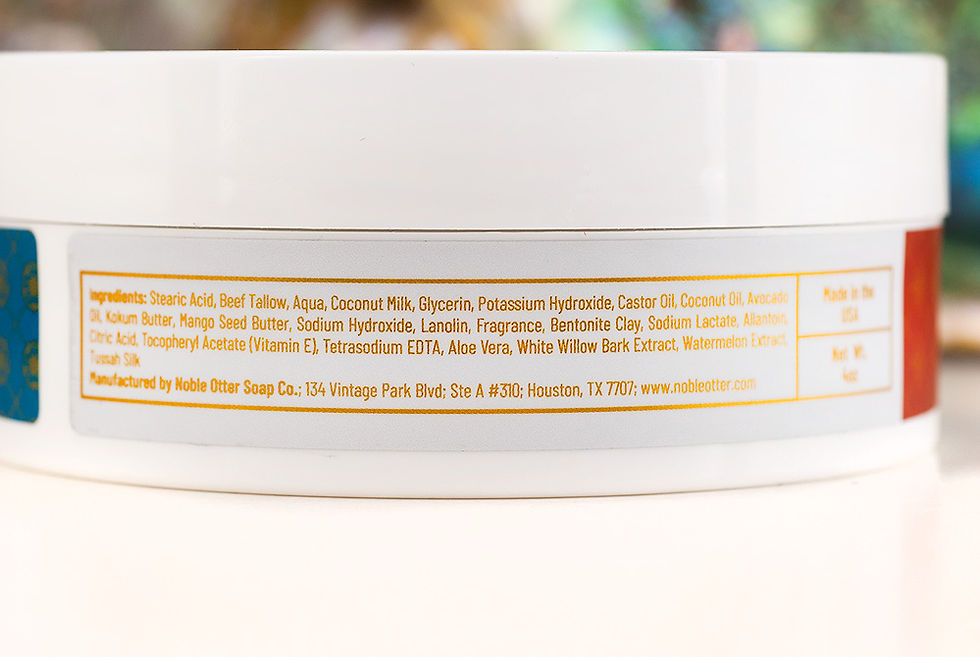 Ingredients: Stearic Acid, Beef Tallow, Aqua, Coconut Milk, Glycerin, Potassium Hydroxide, Castor Oil, Coconut Oil, Avocado
Oil, Kokum Butter, Mango Seed Butter, Sodium Hydroxide, Lanolin, Fragrance, Bentonite Clay, Sodium Lactate, Allantoin,
Citric Acid, Tocopheryl Acetate (Vitamin E), Tetrasodium EDTA, Aloe Vera, White Willow Bark Extract, Watermelon Extract,
Tussah Silk
Manufactured by Noble Otter Soap Co.; 134 Vintage Park Blvd; Ste A #310; Houston, TX 7707; www.nobleotter.com
Made in the
USA
Net Wt.
4oz